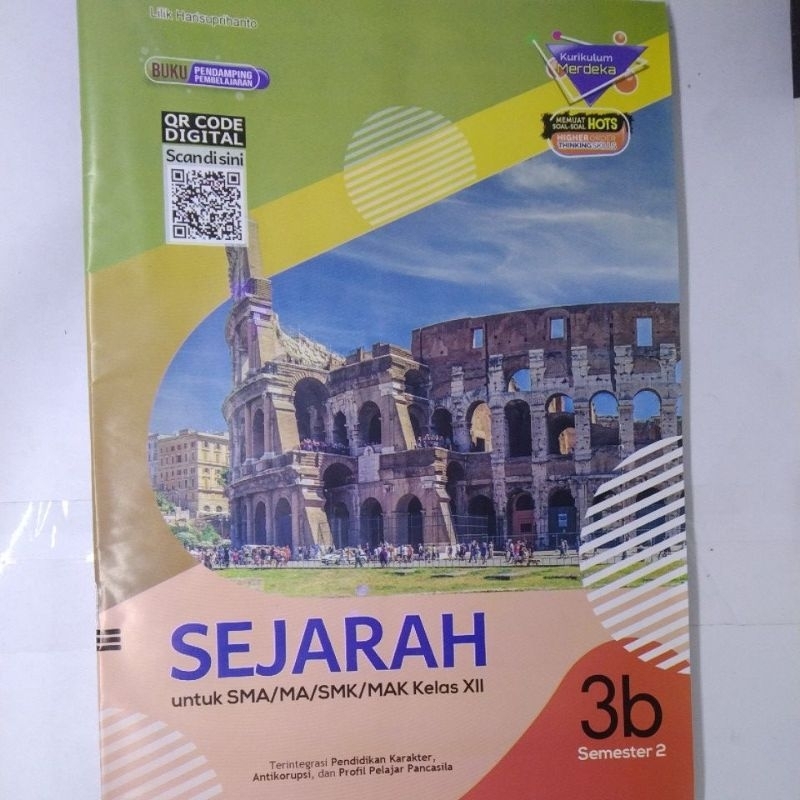 Lilik Harisuprihanto
BUKU PENDAMPING
PEMBELAJARAN
Kurikulum
Merdeka
MEMUAT
SOAL-SOAL HOTS
HIGHER ORDER
THINKING SKILLS
QR CODE
DIGITAL
Scan di sini
SEJARAH
untuk SMA/MA/SMK/MAK Kelas XII
3b
Semester 2
Terintegrasi Pendidikan Karakter,
Antikorupsi, dan Profil Pelajar Pancasila